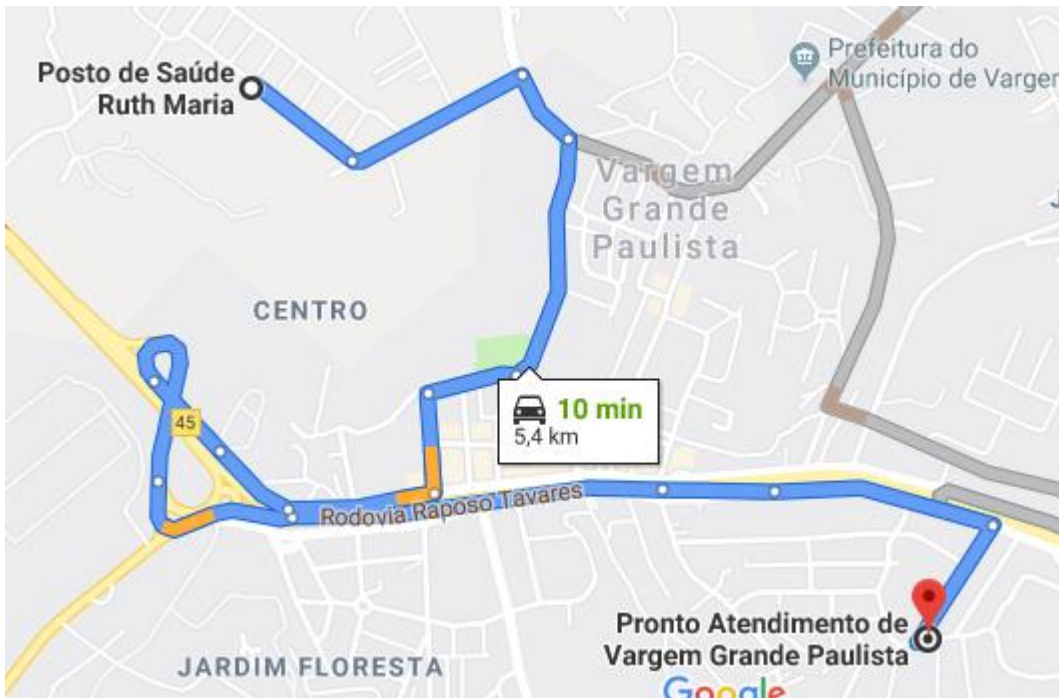 Posto de Saúde
Ruth Maria
Prefeitura do
Município de Varger
Vargem
Grande
Paulista
CENTRO
45
10 min
5,4 km
Rodovia Raposo Tavares
Pronto Atendimento de
Vargem Grande Paulista
JARDIM FLORESTA
Google